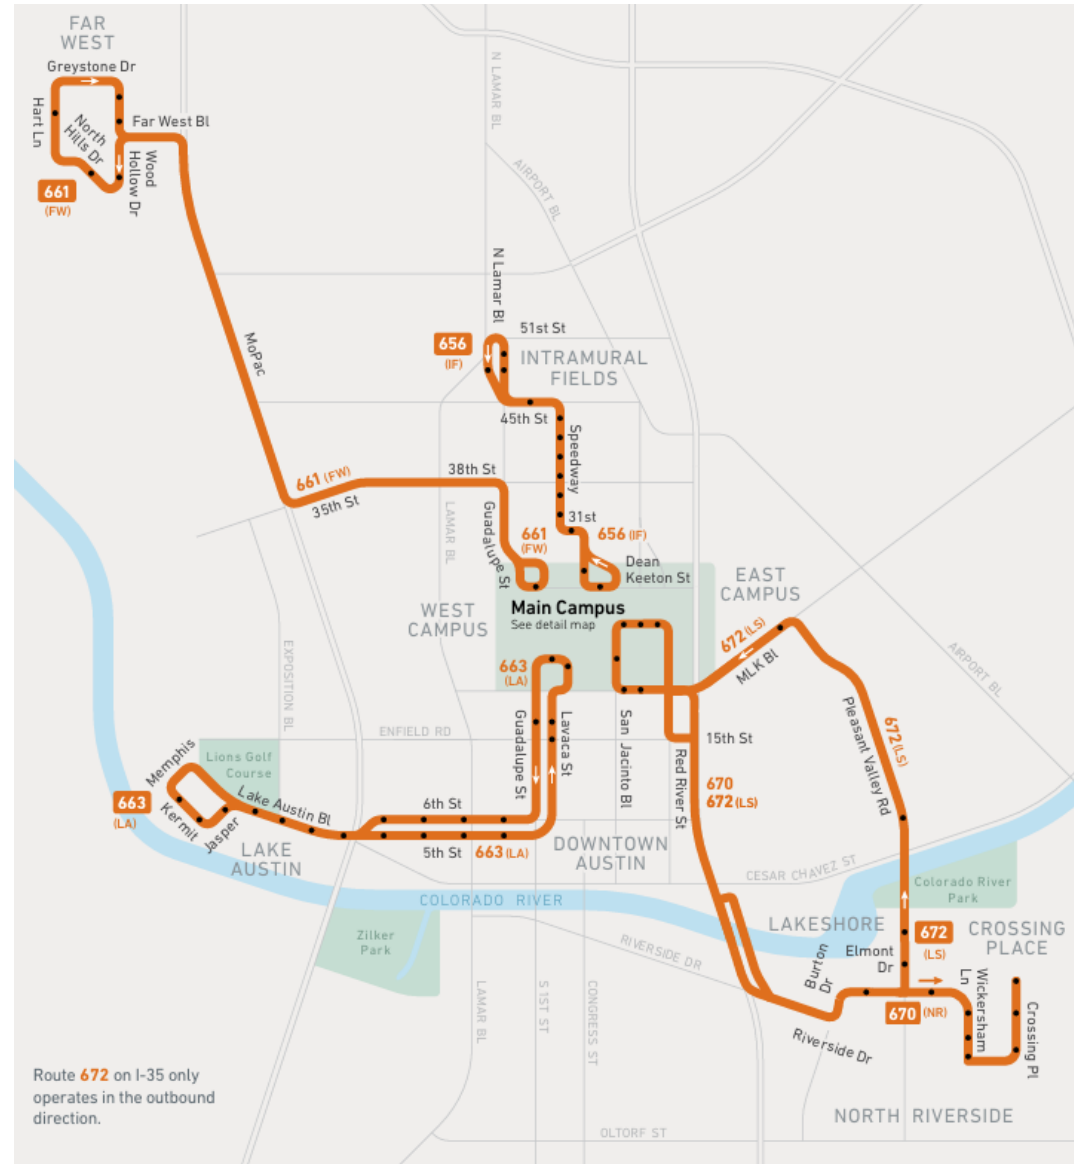 FAR
WEST
Greystone Dr
Hart Ln
North
Hills Dr
Far West Bl
Wood
Hollow Dr
661
(FW)
N LAMAR BL
AIRPORT BL
MoPac
N Lamar Bl
51st St
656
(IF)
INTRAMURAL
FIELDS
45th St
Speedway
661 (FW)
35th St
38th St
LAMAR BL
Guadalupe St
31st
661
(FW)
656 (IF)
Dean
Keeton St
EAST
CAMPUS
WEST
CAMPUS
Main Campus
See detail map
672 (LS)
MLK Bl
AIRPORT BL
EXPOSITION BL
663
(LA)
Guadalupe St
Lavaca St
San Jacinto Bl
Red River St
15th St
Pleasant Valley Rd
672 (LS)
ENFIELD RD
Lions Golf
Course
Memphis
Kermit
Jasper
663
(LA)
Lake Austin Bl
670
672 (LS)
6th St
5th St
663 (LA)
LAKE
AUSTIN
DOWNTOWN
AUSTIN
CESAR CHAVEZ ST
COLORADO RIVER
Colorado River
Park
Zilker
Park
RIVERSIDE DR
LAKESHORE
CROSSING
PLACE
672
(LS)
Elmont
Dr
Burton
Dr
Wickersham
Ln
Crossing Pl
670 (NR)
Riverside Dr
LAMAR BL
S 1ST ST
CONGRESS ST
Route 672 on I-35 only
operates in the outbound
direction.
NORTH RIVERSIDE
OLTORF ST